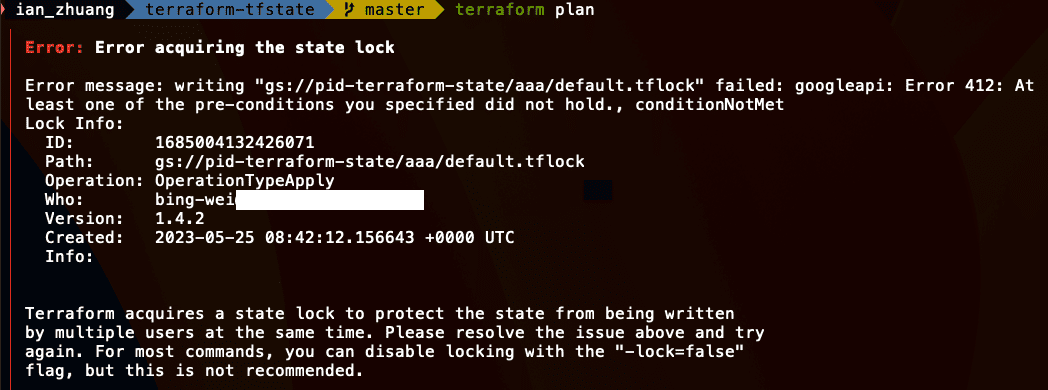 ian_zhuang terraform-tfstate master terraform plan
Error: Error acquiring the state lock
Error message: writing "gs://pid-terraform-state/aaa/default.tflock" failed: googleapi: Error 412: At
least one of the pre-conditions you specified did not hold., conditionNotMet
Lock Info:
ID: 1685004132426071
Path: gs://pid-terraform-state/aaa/default.tflock
Operation: OperationTypeApply
Who: bing-wei
Version: 1.4.2
Created: 2023-05-25 08:42:12.156643 +0000 UTC
Info:
Terraform acquires a state lock to protect the state from being written
by multiple users at the same time. Please resolve the issue above and try
again. For most commands, you can disable locking with the "-lock=false"
flag, but this is not recommended.